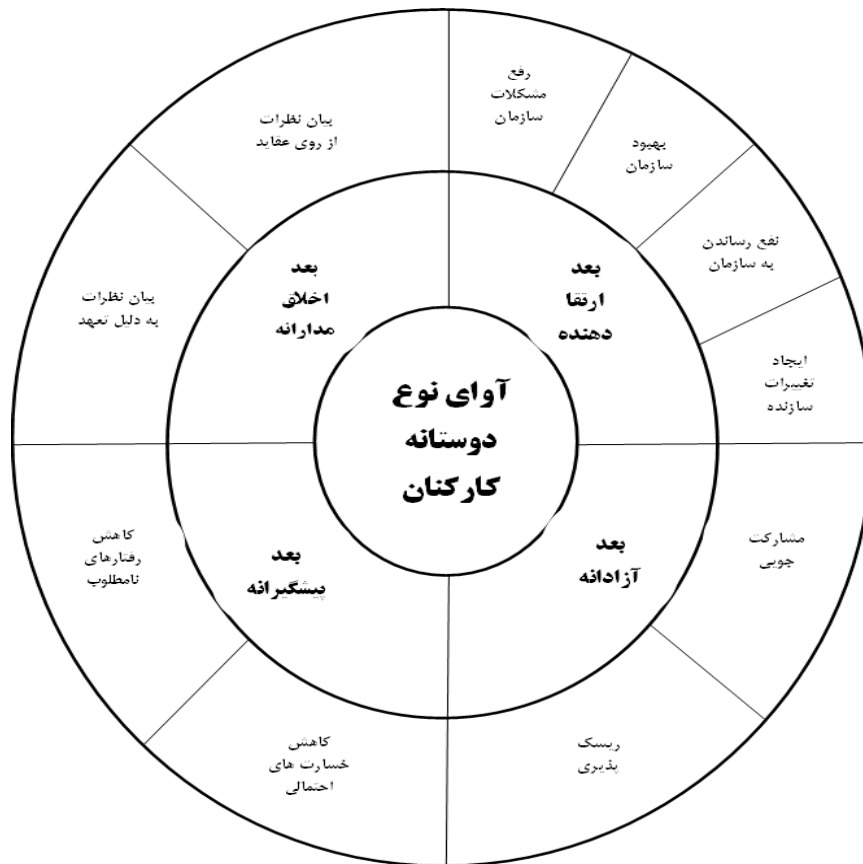 آوای نوع
دوستانه
کارکنان
بعد
ارتقا
دهنده
رفع
مشکلات
سازمان
بهبود
سازمان
نفع رساندن
به سازمان
ایجاد
تغییرات
سازنده
بعد
آزادانه
مشارکت
جویی
ریسک
پذیری
بعد
پیشگیرانه
کاهش
خسارت های
احتمالی
کاهش
رفتارهای
نامطلوب
بعد
اخلاق
مدارانه
بیان نظرات
به دلیل تعهد
بیان نظرات
از روی عقاید